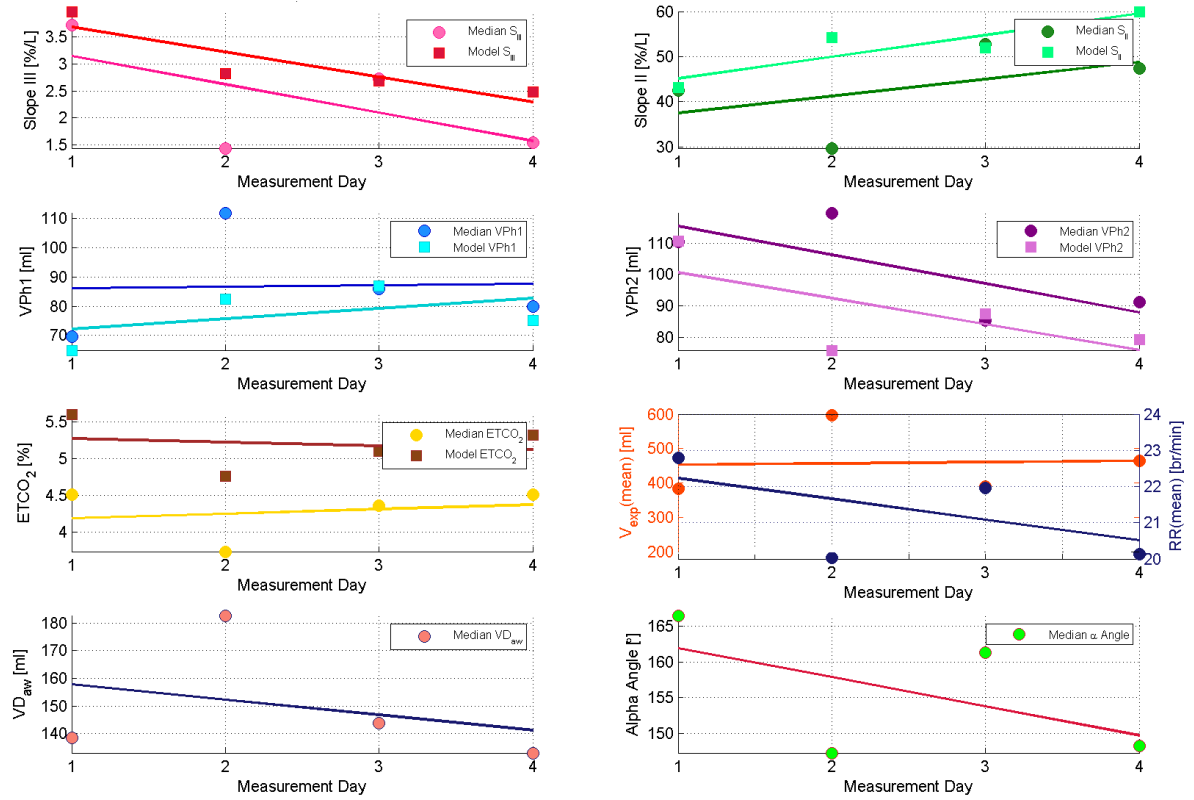 Slope III [%/L]
3.5
3
2.5
2
1.5
1 2 3 4
Measurement Day
Median S_III
Model S_III
Slope II [%/L]
60
50
40
30
1 2 3 4
Measurement Day
Median S_II
Model S_II
VPh1 [ml]
110
100
90
80
70
1 2 3 4
Measurement Day
Median VPh1
Model VPh1
VPh2 [ml]
110
100
90
80
1 2 3 4
Measurement Day
Median VPh2
Model VPh2
ETCO₂ [%]
5.5
5
4.5
4
1 2 3 4
Measurement Day
Median ETCO₂
Model ETCO₂
V_exp(mean) [ml]
600
500
400
300
200
1 2 3 4
Measurement Day
24
23
22
21
20
RR(mean) [br/min]
VD_aw [ml]
180
170
160
150
140
1 2 3 4
Measurement Day
Median VD_aw
Alpha Angle [°]
165
160
155
150
1 2 3 4
Measurement Day
Median α Angle